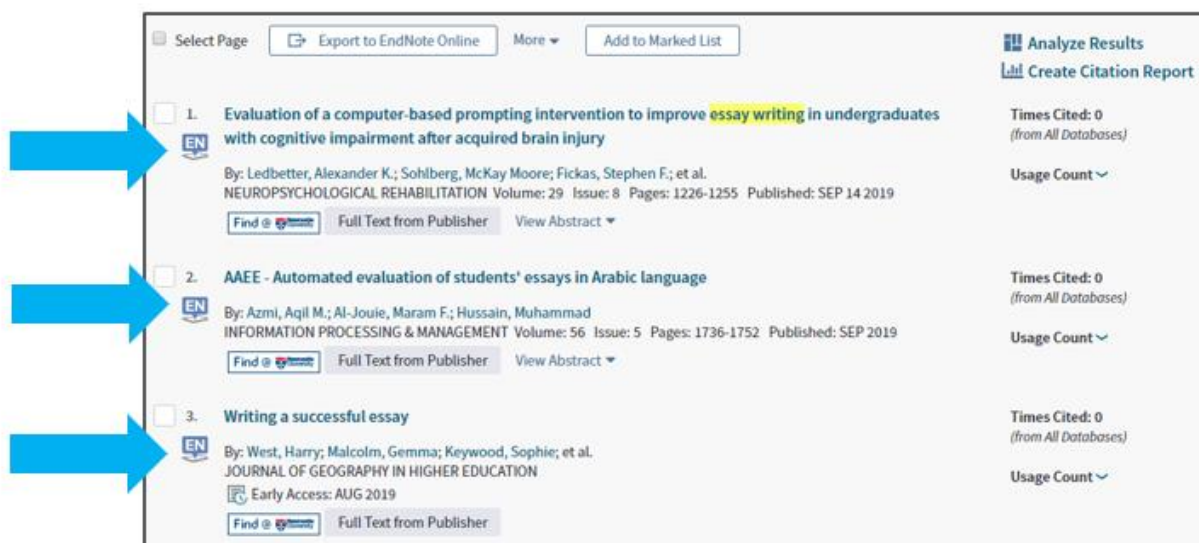 Select Page Export to EndNote Online More Add to Marked List
Analyze Results
Create Citation Report
1. Evaluation of a computer-based prompting intervention to improve essay writing in undergraduates
with cognitive impairment after acquired brain injury
EN
By: Ledbetter, Alexander K.; Sohlberg, McKay Moore; Fickas, Stephen F.; et al.
NEUROPSYCHOLOGICAL REHABILITATION Volume: 29 Issue: 8 Pages: 1226-1255 Published: SEP 14 2019
Find @ Full Text from Publisher View Abstract
Times Cited: 0
(from All Databases)
Usage Count
2. AAEE - Automated evaluation of students' essays in Arabic language
EN
By: Azmi, Aqil M.; Al-Jouie, Maram F.; Hussain, Muhammad
INFORMATION PROCESSING & MANAGEMENT Volume: 56 Issue: 5 Pages: 1736-1752 Published: SEP 2019
Find @ Full Text from Publisher View Abstract
Times Cited: 0
(from All Databases)
Usage Count
3. Writing a successful essay
EN
By: West, Harry; Malcolm, Gemma; Keywood, Sophie; et al.
JOURNAL OF GEOGRAPHY IN HIGHER EDUCATION
Early Access: AUG 2019
Find @ Full Text from Publisher
Times Cited: 0
(from All Databases)
Usage Count